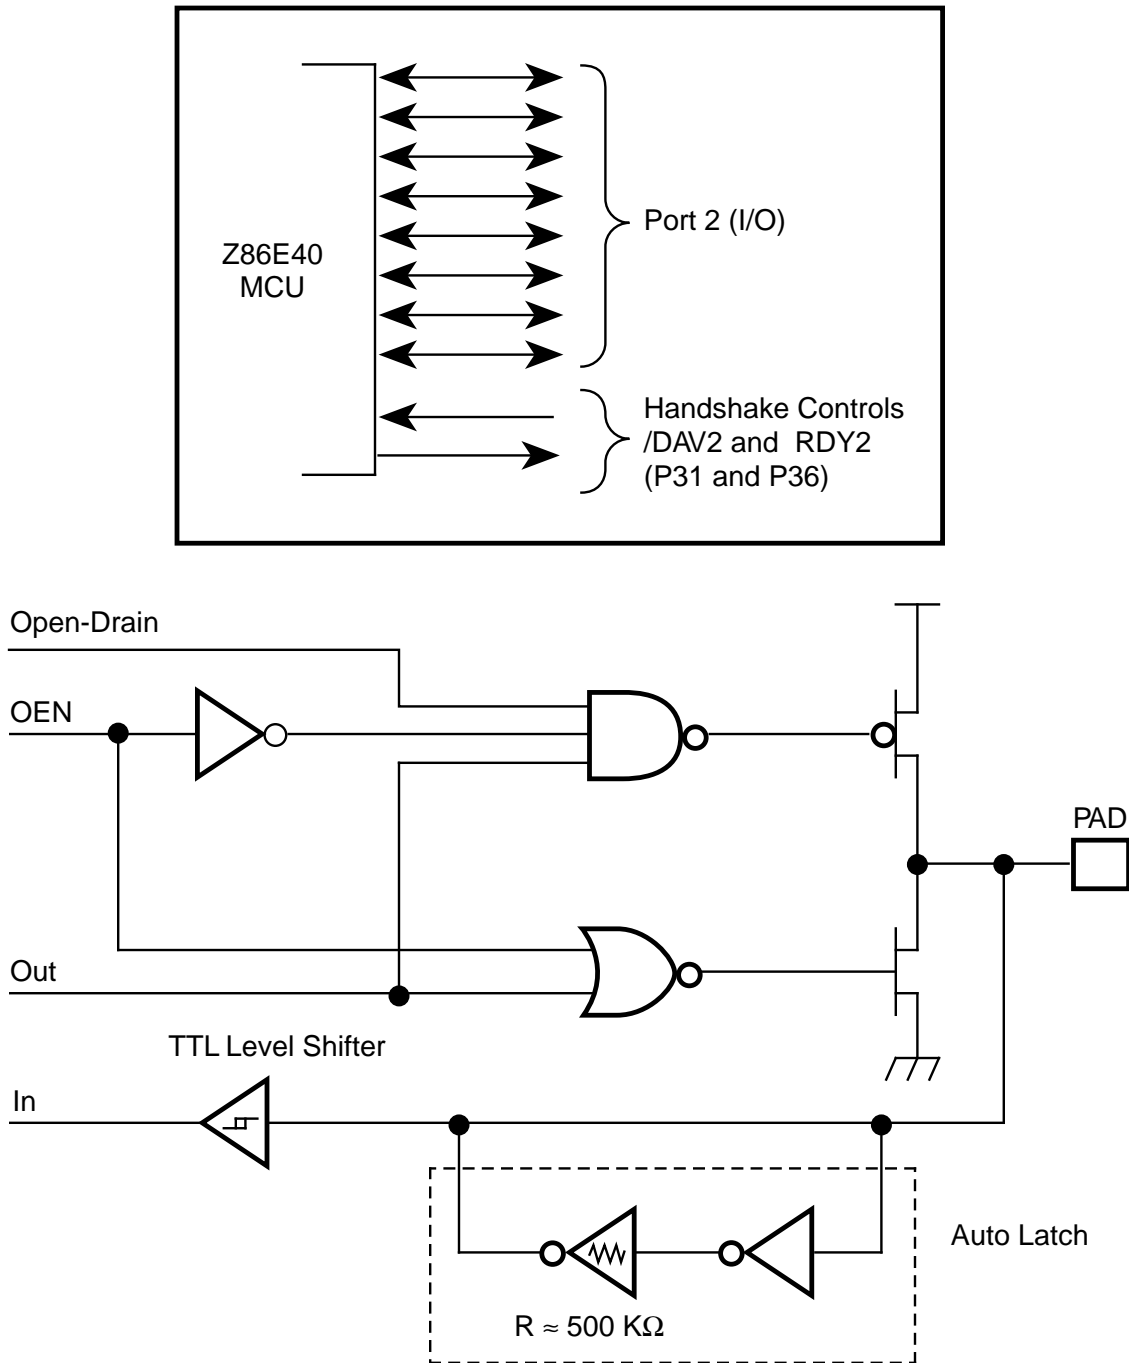 Z86E40
MCU
Port 2 (I/O)
Handshake Controls
/DAV2 and RDY2
(P31 and P36)
Open-Drain
OEN
PAD
Out
TTL Level Shifter
In
Auto Latch
R ≈ 500 KΩ